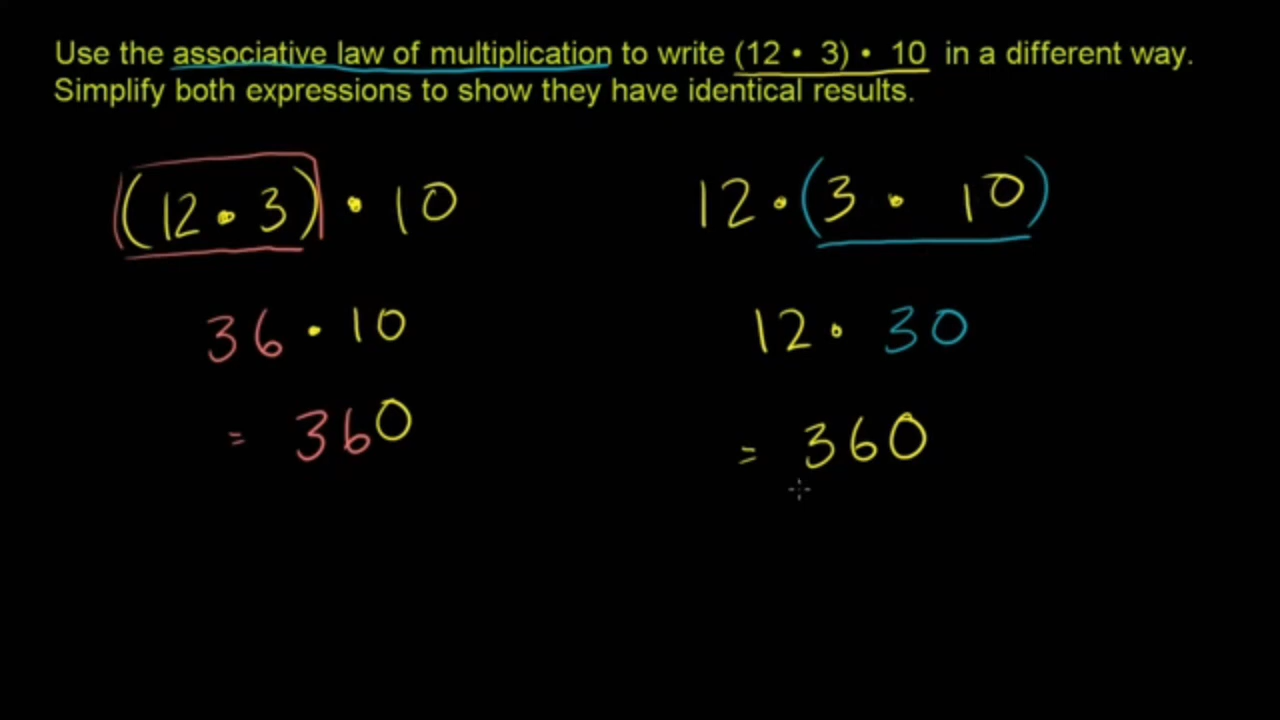 Use the associative law of multiplication to write (12 • 3) • 10 in a different way.
Simplify both expressions to show they have identical results.
(12 • 3) • 10
12 • (3 • 10)
36 • 10
12 • 30
= 360
= 360